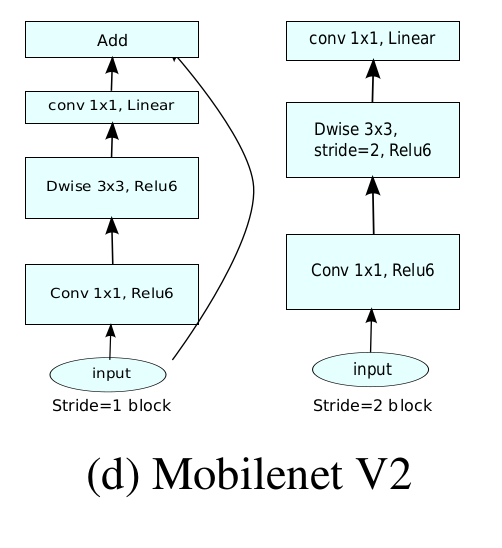 Add
conv 1x1, Linear
Dwise 3x3, Relu6
Conv 1x1, Relu6
input
Stride=1 block
conv 1x1, Linear
Dwise 3x3,
stride=2, Relu6
Conv 1x1, Relu6
input
Stride=2 block
(d) Mobilenet V2